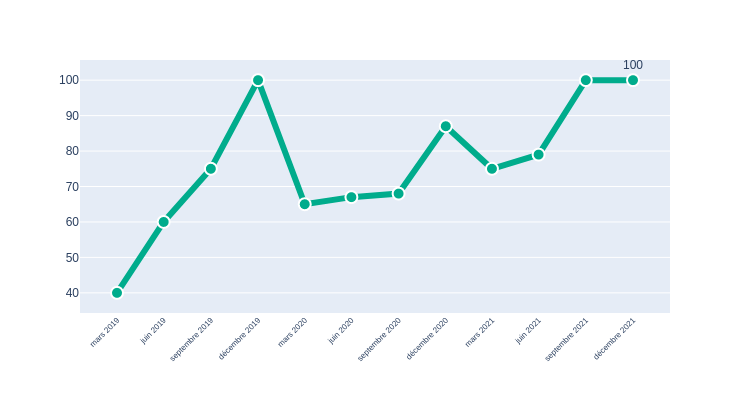 100
100
90
80
70
60
50
40
mars 2019
juin 2019
septembre 2019
décembre 2019
mars 2020
juin 2020
septembre 2020
décembre 2020
mars 2021
juin 2021
septembre 2021
décembre 2021